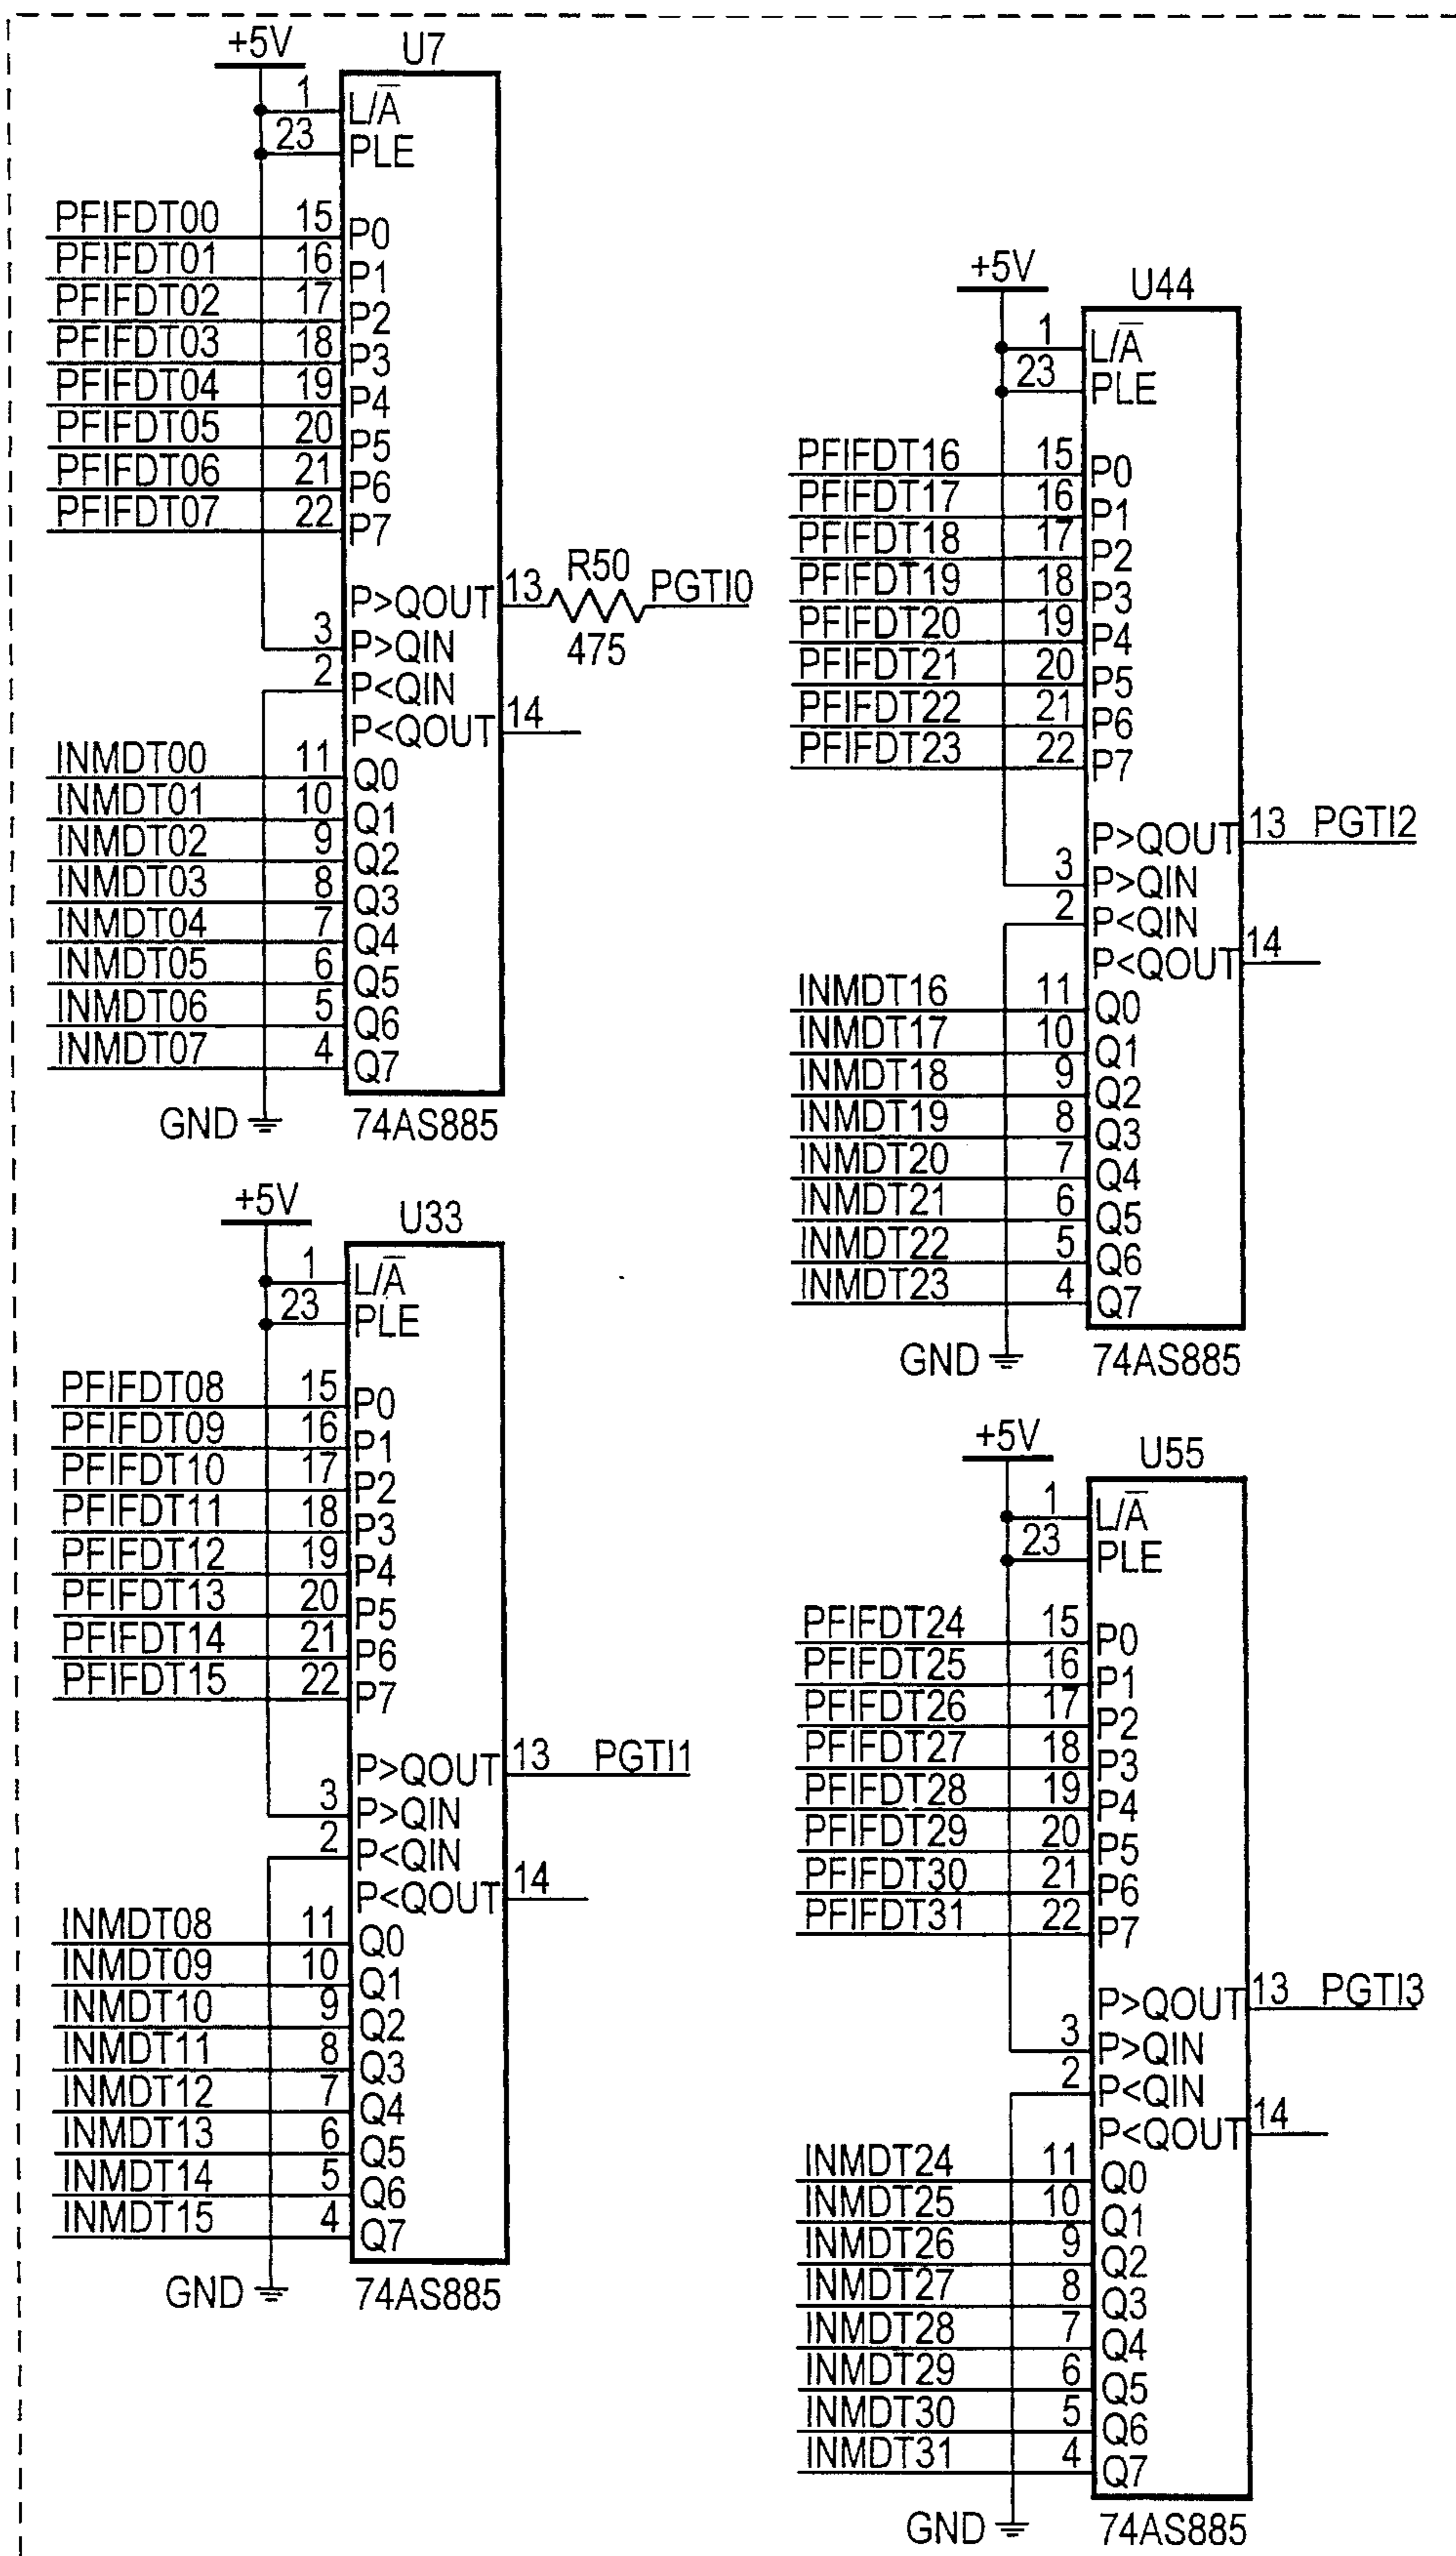 +5V
U7
1 L/A̅
23 PLE
PFIFDT00 15 P0
PFIFDT01 16 P1
PFIFDT02 17 P2
PFIFDT03 18 P3
PFIFDT04 19 P4
PFIFDT05 20 P5
PFIFDT06 21 P6
PFIFDT07 22 P7
P>QOUT 13 R50 PGTI0
475
3 P>QIN
2 P<QIN
P<QOUT 14
INMDT00 11 Q0
INMDT01 10 Q1
INMDT02 9 Q2
INMDT03 8 Q3
INMDT04 7 Q4
INMDT05 6 Q5
INMDT06 5 Q6
INMDT07 4 Q7
GND 74AS885
+5V
U33
1 L/A̅
23 PLE
PFIFDT08 15 P0
PFIFDT09 16 P1
PFIFDT10 17 P2
PFIFDT11 18 P3
PFIFDT12 19 P4
PFIFDT13 20 P5
PFIFDT14 21 P6
PFIFDT15 22 P7
P>QOUT 13 PGTI1
3 P>QIN
2 P<QIN
P<QOUT 14
INMDT08 11 Q0
INMDT09 10 Q1
INMDT10 9 Q2
INMDT11 8 Q3
INMDT12 7 Q4
INMDT13 6 Q5
INMDT14 5 Q6
INMDT15 4 Q7
GND 74AS885
+5V
U44
1 L/A̅
23 PLE
PFIFDT16 15 P0
PFIFDT17 16 P1
PFIFDT18 17 P2
PFIFDT19 18 P3
PFIFDT20 19 P4
PFIFDT21 20 P5
PFIFDT22 21 P6
PFIFDT23 22 P7
P>QOUT 13 PGTI2
3 P>QIN
2 P<QIN
P<QOUT 14
INMDT16 11 Q0
INMDT17 10 Q1
INMDT18 9 Q2
INMDT19 8 Q3
INMDT20 7 Q4
INMDT21 6 Q5
INMDT22 5 Q6
INMDT23 4 Q7
GND 74AS885
+5V
U55
1 L/A̅
23 PLE
PFIFDT24 15 P0
PFIFDT25 16 P1
PFIFDT26 17 P2
PFIFDT27 18 P3
PFIFDT28 19 P4
PFIFDT29 20 P5
PFIFDT30 21 P6
PFIFDT31 22 P7
P>QOUT 13 PGTI3
3 P>QIN
2 P<QIN
P<QOUT 14
INMDT24 11 Q0
INMDT25 10 Q1
INMDT26 9 Q2
INMDT27 8 Q3
INMDT28 7 Q4
INMDT29 6 Q5
INMDT30 5 Q6
INMDT31 4 Q7
GND 74AS885